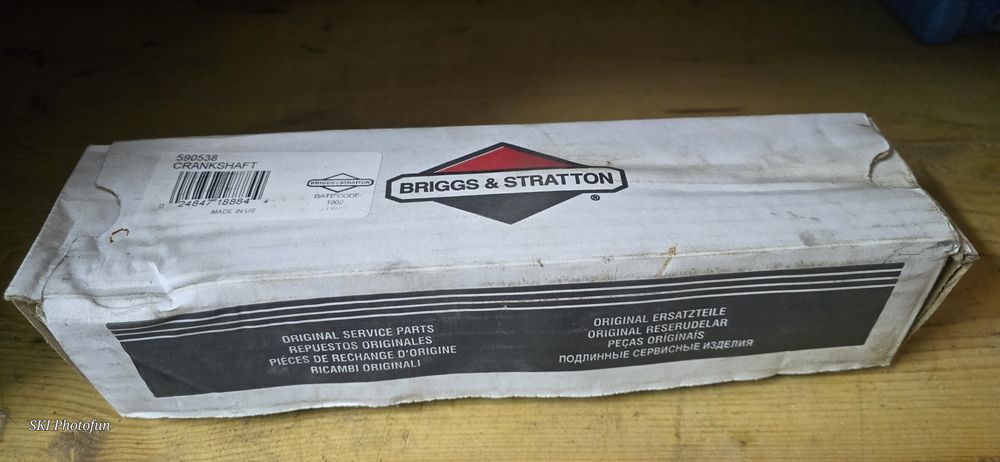 590538
CRANKSHAFT
0 24847 18884 4
MADE IN US
BRIGGS & STRATTON
DATE CODE:
1902
BRIGGS & STRATTON
®
ORIGINAL SERVICE PARTS
REPUESTOS ORIGINALES
PIÈCES DE RECHANGE D'ORIGINE
RICAMBI ORIGINALI
ORIGINAL ERSATZTEILE
ORIGINAL RESERUDELAR
PEÇAS ORIGINAIS
ПОДЛИННЫЕ СЕРВИСНЫЕ ИЗДЕЛИЯ
SKI Photofun